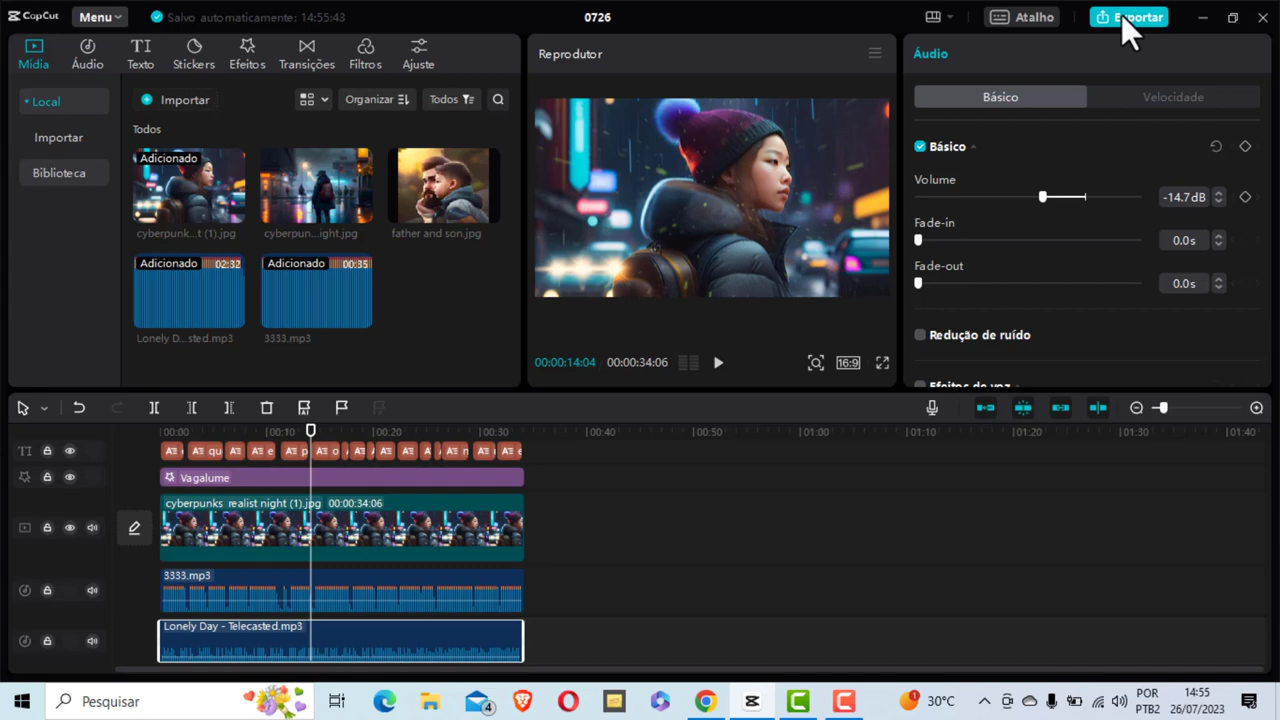 CapCut
Menu
Salvo automaticamente: 14:55:43
0726
Atalho
Exportar
Mídia
Áudio
Texto
Stickers
Efeitos
Transições
Filtros
Ajuste
Local
Importar
Biblioteca
Importar
Organizar
Todos
Todos
Adicionado
cyberpunk...t (1).jpg
cyberpun...ight.jpg
father and son.jpg
Adicionado 02:32
Adicionado 00:35
Lonely D...sted.mp3
3333.mp3
Reprodutor
00:00:14:04
00:00:34:06
16:9
Áudio
Básico
Velocidade
Básico
Volume
-14.7dB
Fade-in
0.0s
Fade-out
0.0s
Redução de ruído
Efeitos de voz
00:00
00:10
00:20
00:30
00:40
00:50
01:00
01:10
01:20
01:30
01:40
Vagalume
cyberpunks realist night (1).jpg 00:00:34:06
3333.mp3
Lonely Day - Telecasted.mp3
Pesquisar
4
1
30°C
POR
PTB2
14:55
26/07/2023